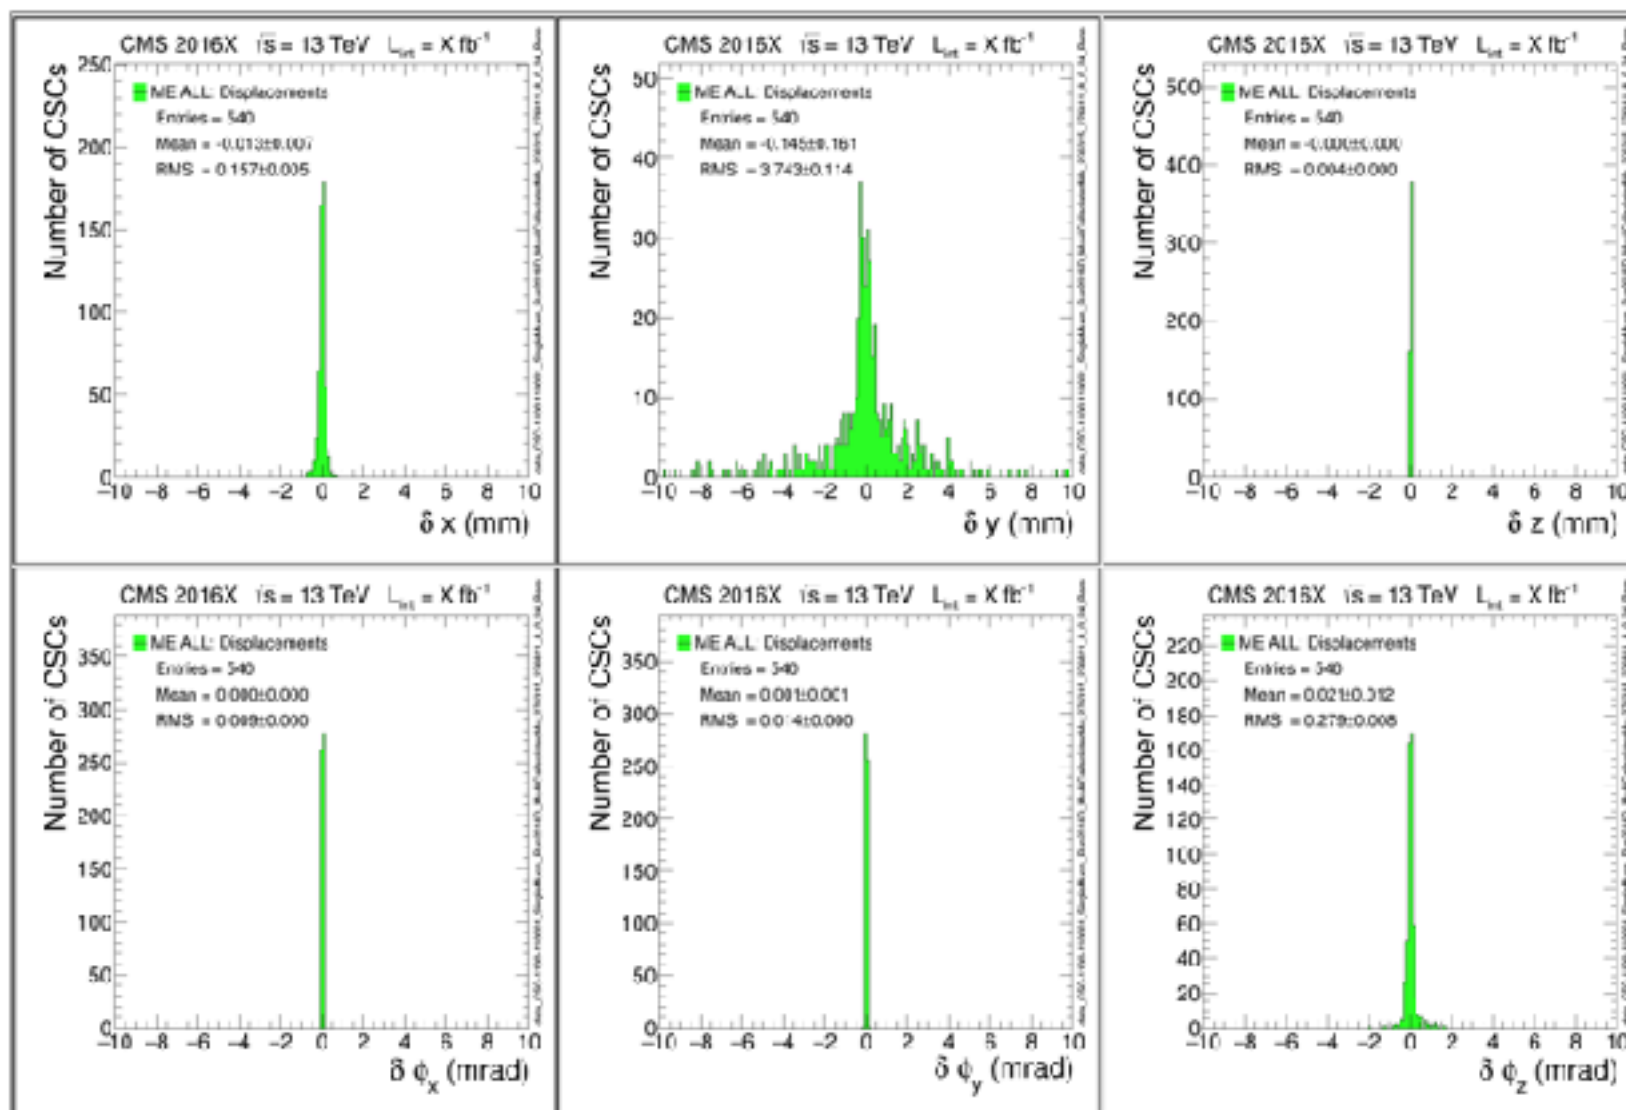 CMS 2016X √s = 13 TeV L_int = X fb⁻¹
Number of CSCs
250
200
150
100
50
0
ME ALL: Displacements
Entries = 540
Mean = -0.013±0.007
RMS = 0.157±0.005
−10 −8 −6 −4 −2 0 2 4 6 8 10
δ x (mm)
CMS 2016X √s = 13 TeV L_int = X fb⁻¹
Number of CSCs
50
40
30
20
10
0
ME ALL: Displacements
Entries = 540
Mean = -0.145±0.161
RMS = 3.743±0.114
−10 −8 −6 −4 −2 0 2 4 6 8 10
δ y (mm)
CMS 2016X √s = 13 TeV L_int = X fb⁻¹
Number of CSCs
500
400
300
200
100
0
ME ALL: Displacements
Entries = 540
Mean = -0.000±0.000
RMS = 0.004±0.000
−10 −8 −6 −4 −2 0 2 4 6 8 10
δ z (mm)
CMS 2016X √s = 13 TeV L_int = X fb⁻¹
Number of CSCs
350
300
250
200
150
100
50
0
ME ALL: Displacements
Entries = 540
Mean = 0.000±0.000
RMS = 0.009±0.000
−10 −8 −6 −4 −2 0 2 4 6 8 10
δ ϕ_x (mrad)
CMS 2016X √s = 13 TeV L_int = X fb⁻¹
Number of CSCs
350
300
250
200
150
100
50
0
ME ALL: Displacements
Entries = 540
Mean = 0.001±0.001
RMS = 0.014±0.000
−10 −8 −6 −4 −2 0 2 4 6 8 10
δ ϕ_y (mrad)
CMS 2016X √s = 13 TeV L_int = X fb⁻¹
Number of CSCs
220
200
180
160
140
120
100
80
60
40
20
0
ME ALL: Displacements
Entries = 540
Mean = 0.021±0.012
RMS = 0.279±0.008
−10 −8 −6 −4 −2 0 2 4 6 8 10
δ ϕ_z (mrad)